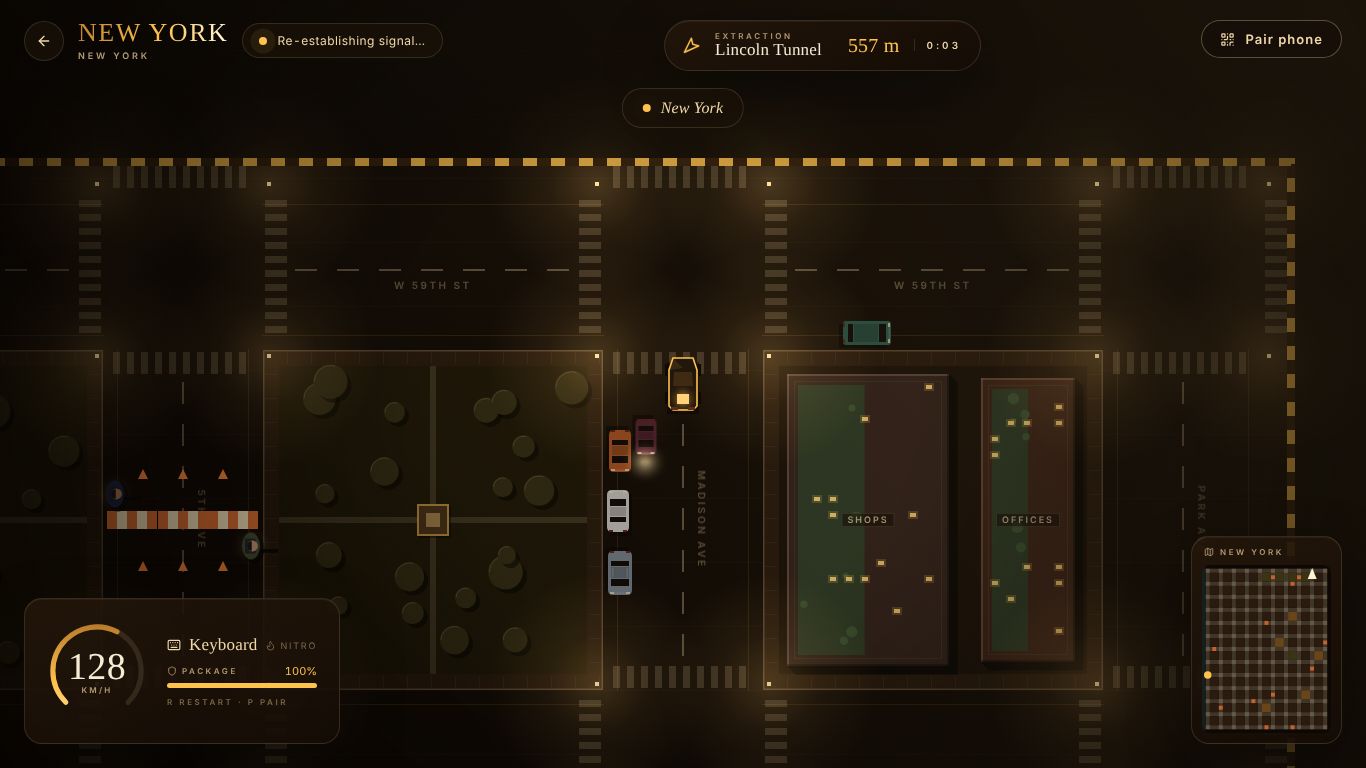 NEW YORK
NEW YORK
Re-establishing signal...
EXTRACTION
Lincoln Tunnel
557 m
0:03
Pair phone
New York
W 59TH ST
W 59TH ST
MADISON AVE
SHOPS
OFFICES
NEW YORK
128
KM/H
Keyboard
NITRO
PACKAGE
100%
R RESTART · P PAIR